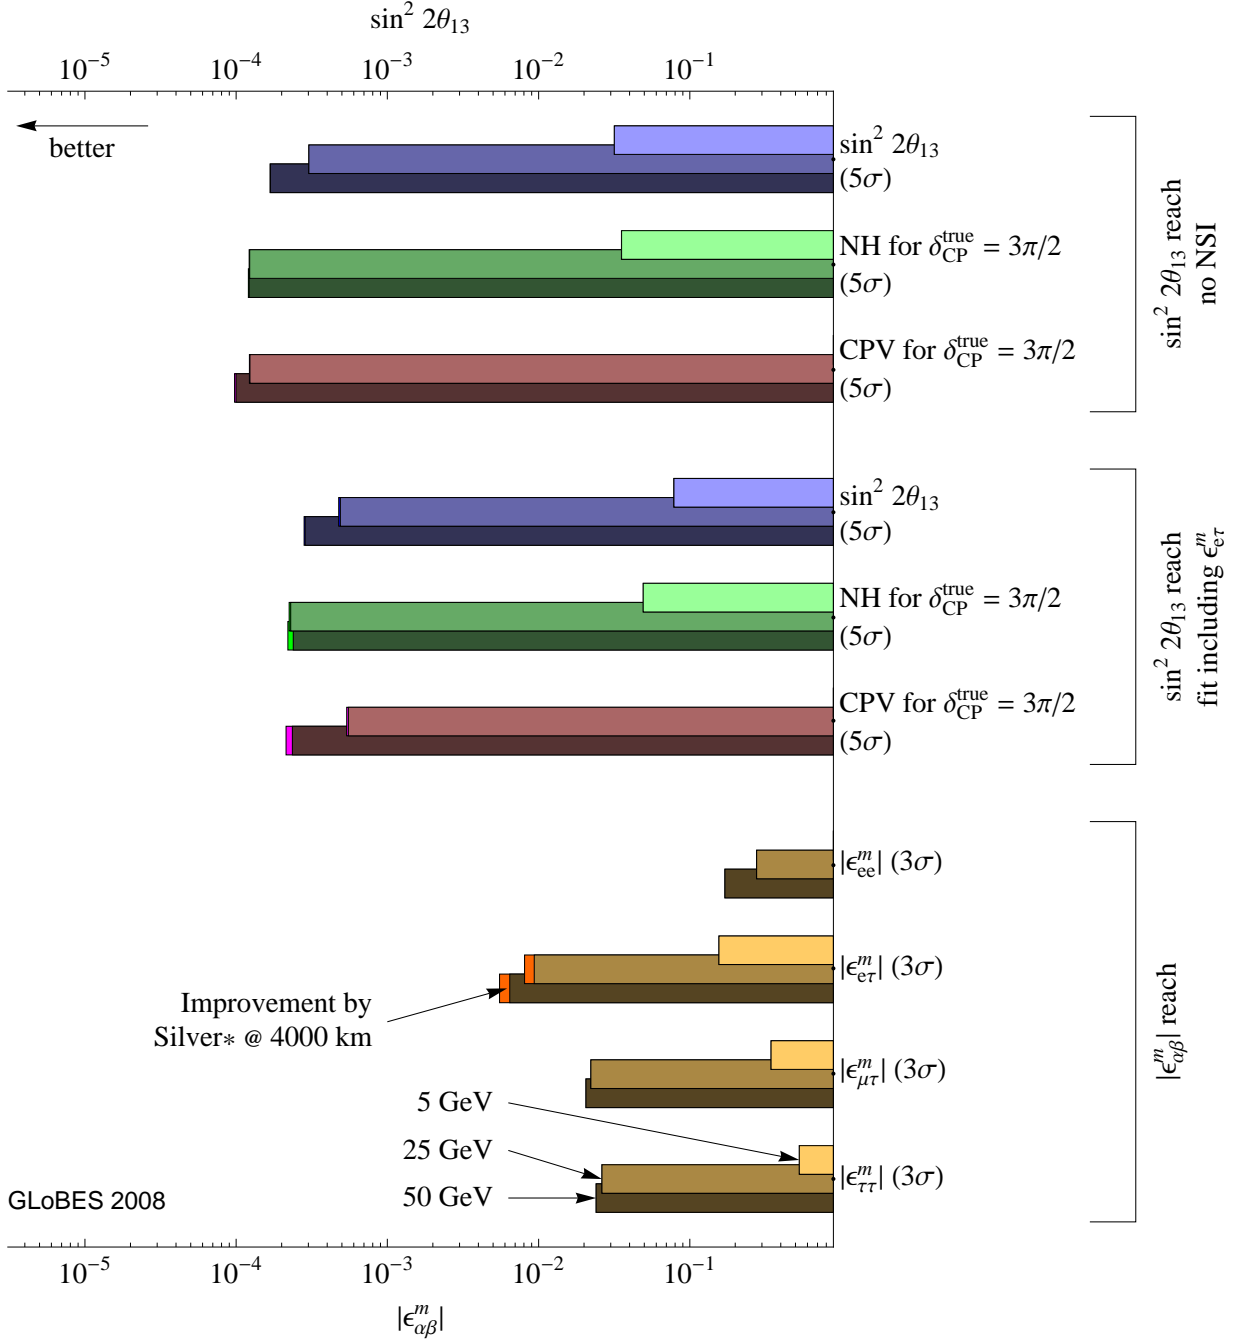 sin² 2θ₁₃
10⁻⁵ 10⁻⁴ 10⁻³ 10⁻² 10⁻¹
better
sin² 2θ₁₃
(5σ)
NH for δ_CP^true = 3π/2
(5σ)
CPV for δ_CP^true = 3π/2
(5σ)
sin² 2θ₁₃ reach
no NSI
sin² 2θ₁₃
(5σ)
NH for δ_CP^true = 3π/2
(5σ)
CPV for δ_CP^true = 3π/2
(5σ)
sin² 2θ₁₃ reach
fit including ϵ_eτ^m
|ϵ_ee^m| (3σ)
|ϵ_eτ^m| (3σ)
Improvement by
Silver* @ 4000 km
|ϵ_μτ^m| (3σ)
5 GeV
25 GeV
50 GeV
|ϵ_ττ^m| (3σ)
|ϵ_αβ^m| reach
GLoBES 2008
10⁻⁵ 10⁻⁴ 10⁻³ 10⁻² 10⁻¹
|ϵ_αβ^m|